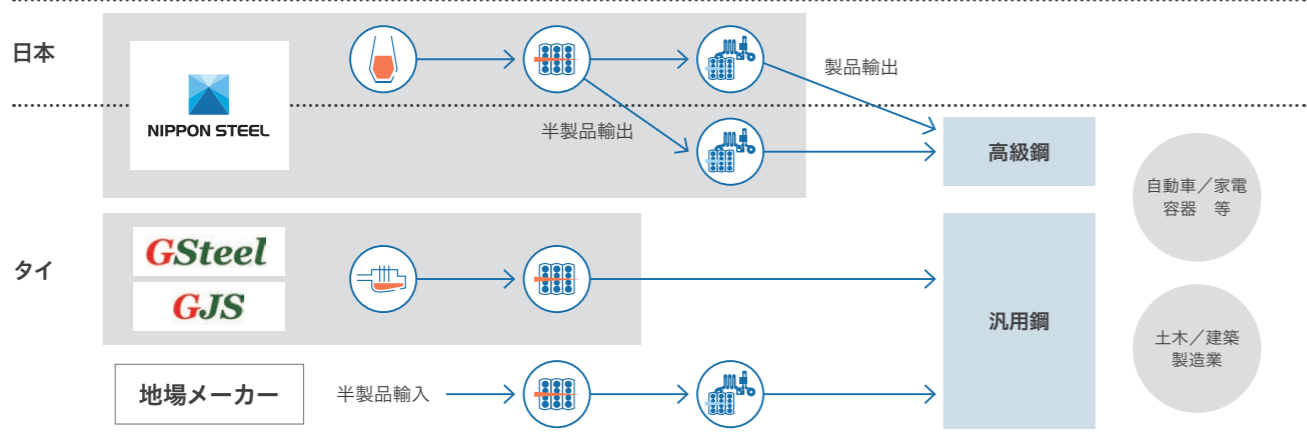 日本
NIPPON STEEL
製品輸出
半製品輸出
高級鋼
自動車／家電
容器　等
タイ
GSteel
GJS
汎用鋼
土木／建築
製造業
地場メーカー
半製品輸入